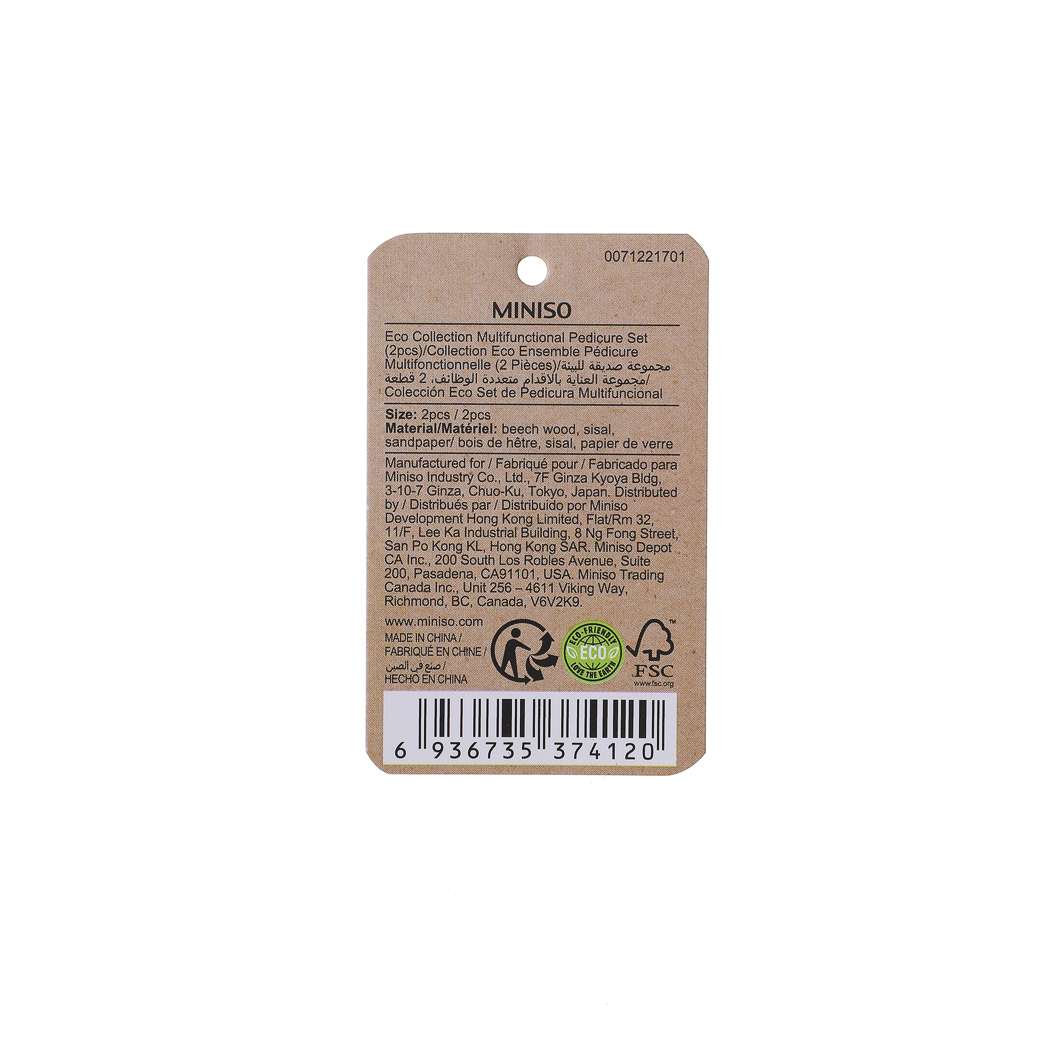 0071221701
MINISO
Eco Collection Multifunctional Pedicure Set
(2pcs)/Collection Eco Ensemble Pédicure
Multifonctionnelle (2 Pièces)/مجموعة صديقة للبيئة
مجموعة العناية بالاقدام متعددة الوظائف، 2 قطعة/
Colección Eco Set de Pedicura Multifuncional
Size: 2pcs / 2pcs
Material/Matériel: beech wood, sisal,
sandpaper/ bois de hêtre, sisal, papier de verre
Manufactured for / Fabriqué pour / Fabricado para
Miniso Industry Co., Ltd., 7F Ginza Kyoya Bldg,
3-10-7 Ginza, Chuo-Ku, Tokyo, Japan. Distributed
by / Distribués par / Distribuido por Miniso
Development Hong Kong Limited, Flat/Rm 32,
11/F, Lee Ka Industrial Building, 8 Ng Fong Street,
San Po Kong KL, Hong Kong SAR. Miniso Depot
CA Inc., 200 South Los Robles Avenue, Suite
200, Pasadena, CA91101, USA. Miniso Trading
Canada Inc., Unit 256 – 4611 Viking Way,
Richmond, BC, Canada, V6V2K9.
www.miniso.com
MADE IN CHINA /
FABRIQUÉ EN CHINE /
صنع في الصين /
HECHO EN CHINA
ECO-FRIENDLY
ECO
LOVE THE EARTH
™
FSC
www.fsc.org
6 936735 374120